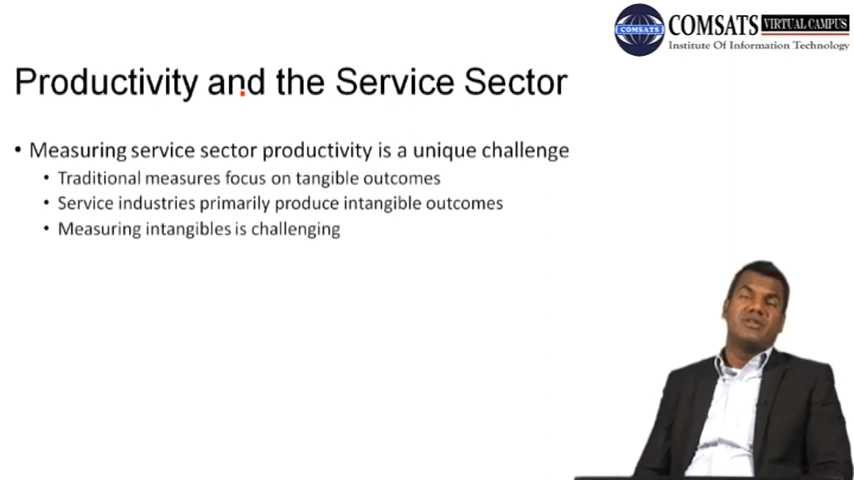 COMSATS VIRTUAL CAMPUS
COMSATS
Institute Of Information Technology
Productivity and the Service Sector
• Measuring service sector productivity is a unique challenge
• Traditional measures focus on tangible outcomes
• Service industries primarily produce intangible outcomes
• Measuring intangibles is challenging